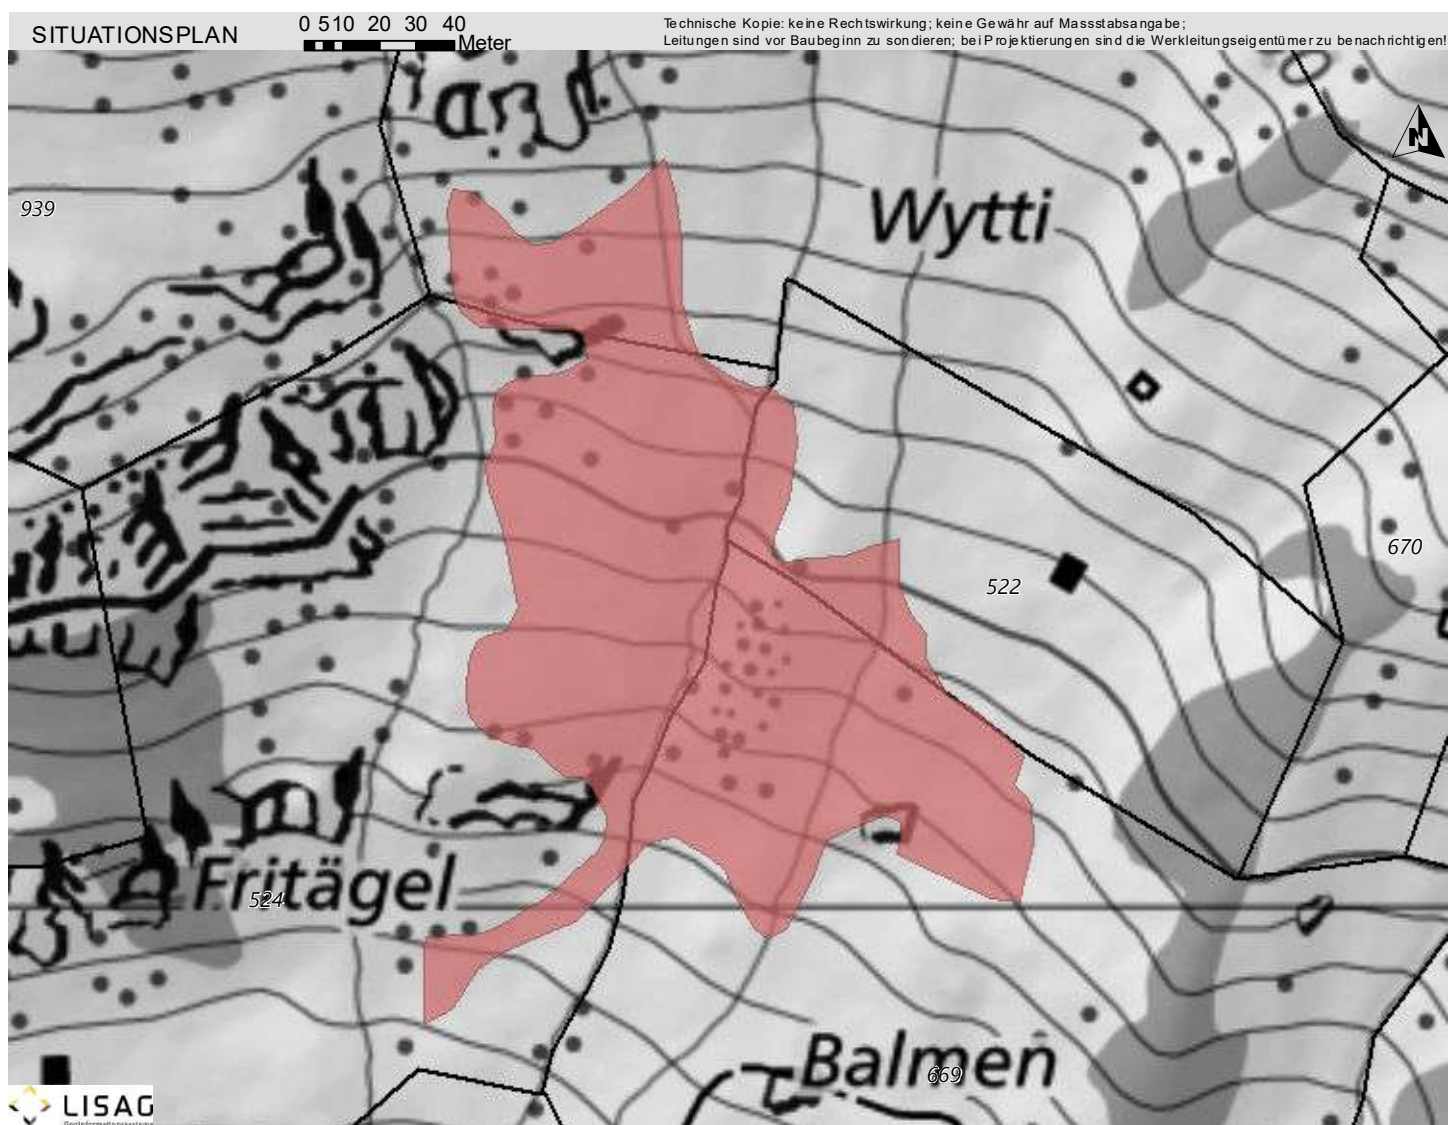 SITUATIONSPLAN
0 5 10 20 30 40
Meter
Technische Kopie: keine Rechtswirkung; keine Gewähr auf Massstabsangabe;
Leitungen sind vor Baubeginn zu sondieren; bei Projektierungen sind die Werkleitungseigentümer zu benachrichtigen!
N
939
Wytti
670
522
Fritägel
524
Balmen
669
LISAG
Geoinformationssysteme